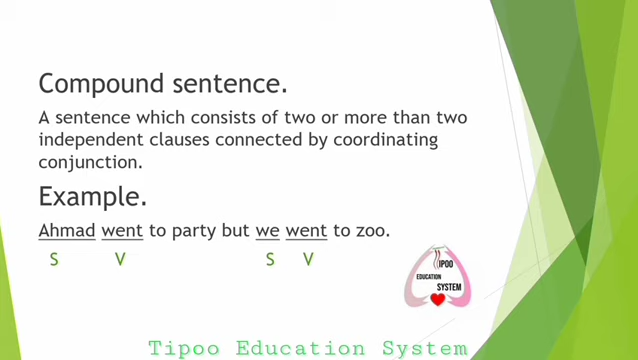 Compound sentence.
A sentence which consists of two or more than two
independent clauses connected by coordinating
conjunction.
Example.
Ahmad went to party but we went to zoo.
S V S V
TIPOO
EDUCATION
SYSTEM
Tipoo Education System